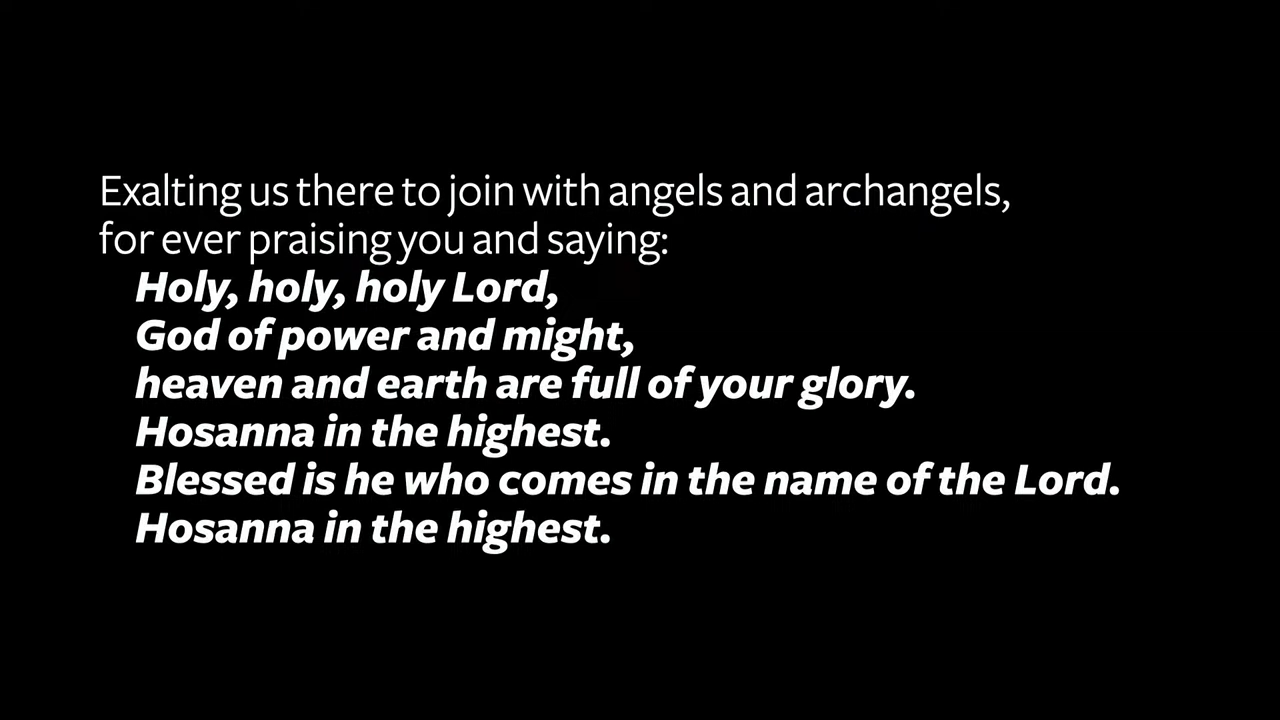 Exalting us there to join with angels and archangels,
for ever praising you and saying:
Holy, holy, holy Lord,
God of power and might,
heaven and earth are full of your glory.
Hosanna in the highest.
Blessed is he who comes in the name of the Lord.
Hosanna in the highest.